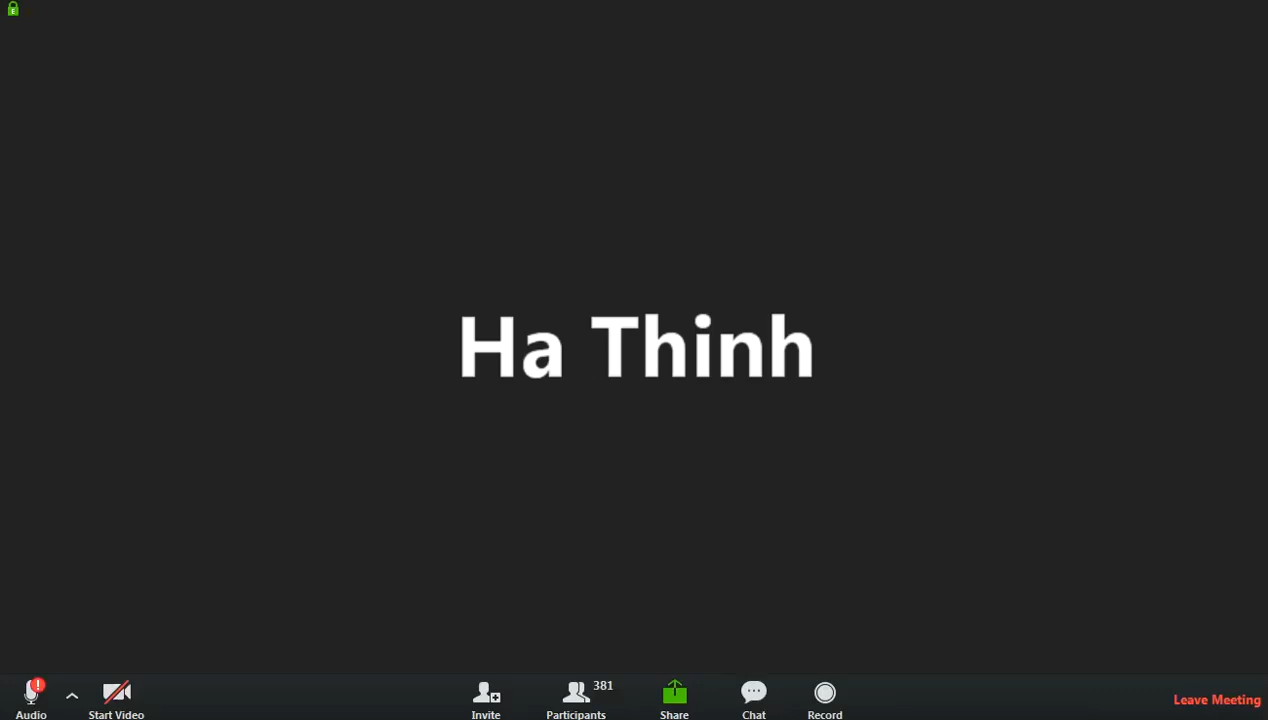 E
Ha Thinh
381
Audio
Start Video
Invite
Participants
Share
Chat
Record
Leave Meeting